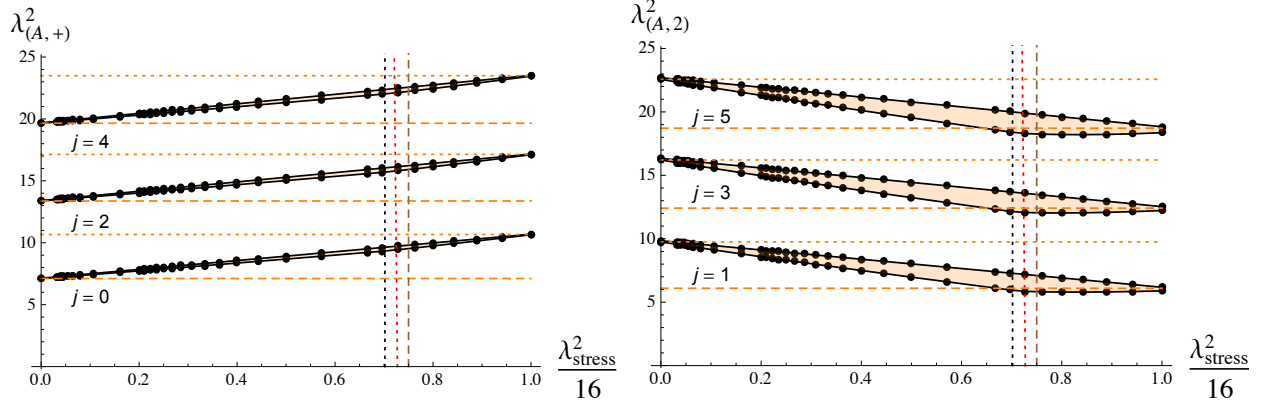 λ²(A,+)
25
20
15
10
5
0.0 0.2 0.4 0.6 0.8 1.0
j = 4
j = 2
j = 0
λ²stress
16
λ²(A,2)
25
20
15
10
5
0.0 0.2 0.4 0.6 0.8 1.0
j = 5
j = 3
j = 1
λ²stress
16